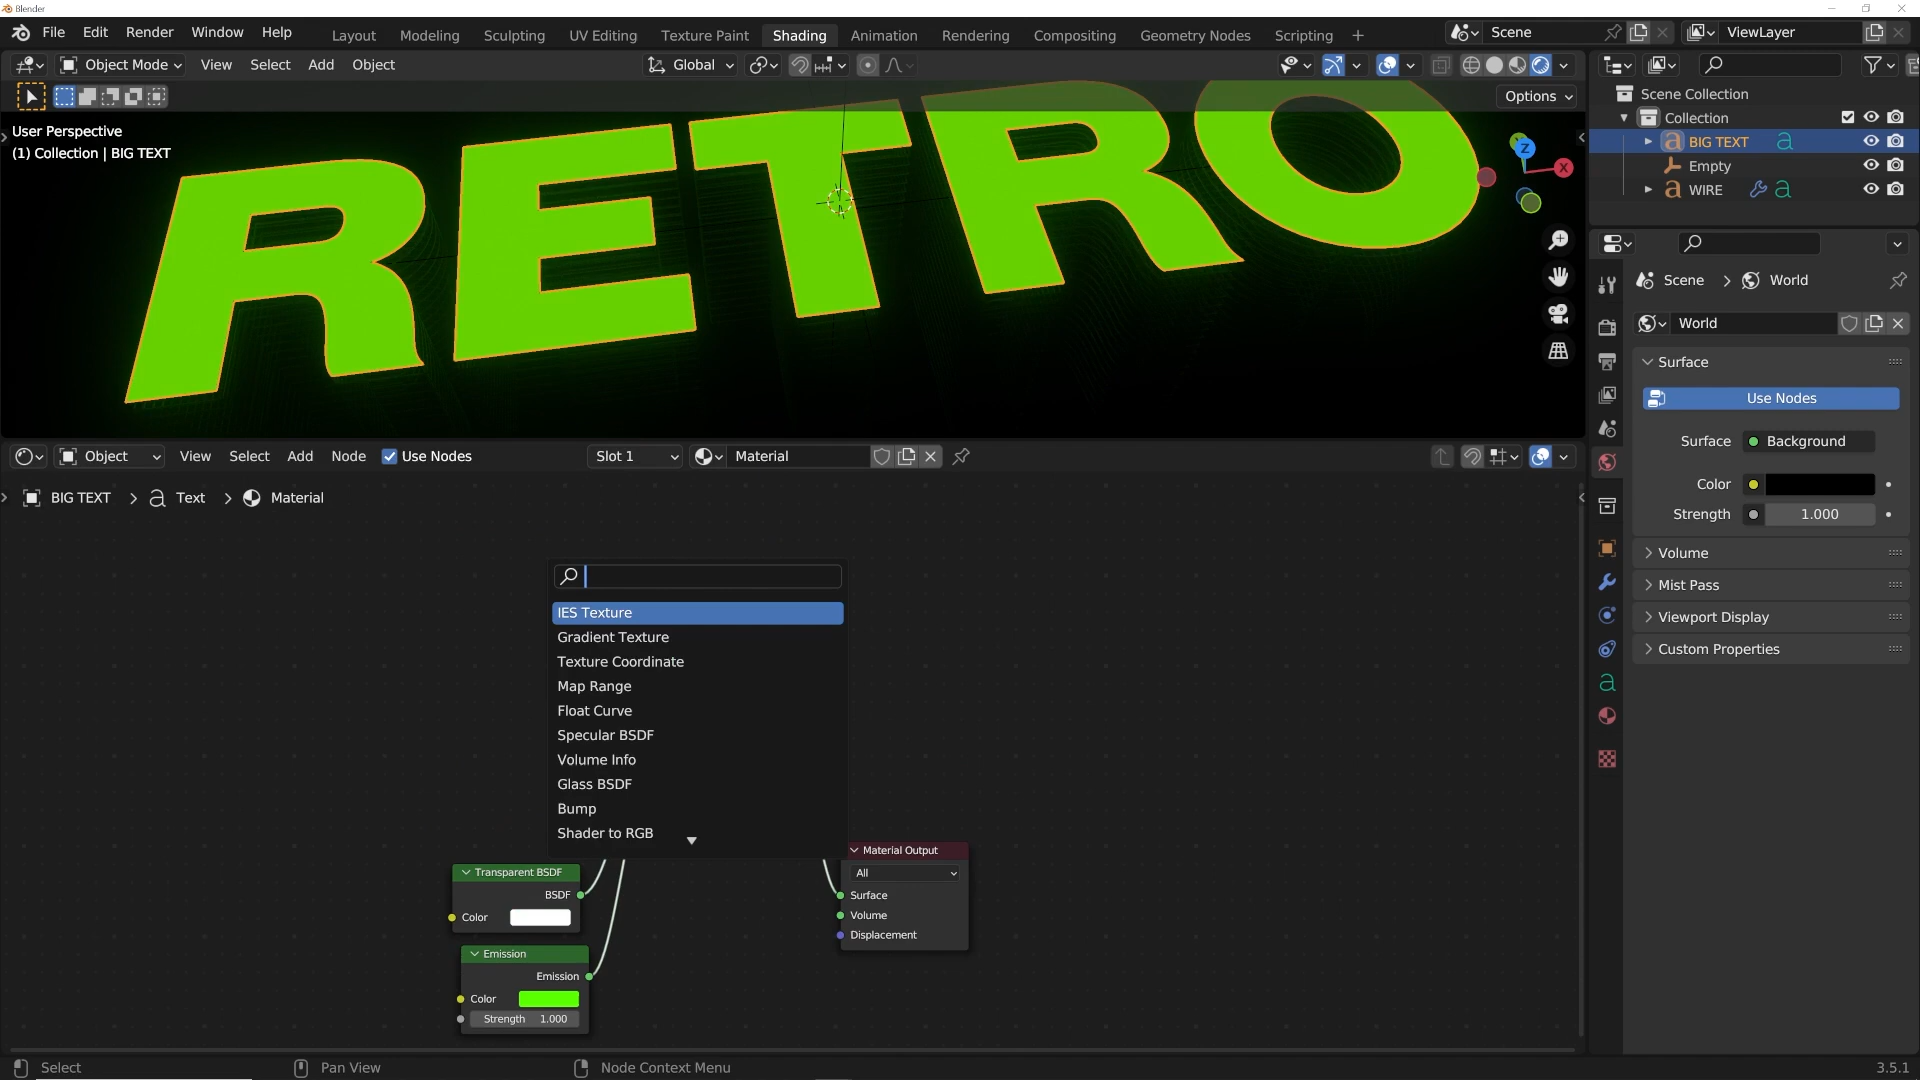 Blender
File Edit Render Window Help Layout Modeling Sculpting UV Editing Texture Paint Shading Animation Rendering Compositing Geometry Nodes Scripting + Scene ViewLayer
Object Mode View Select Add Object Global
Options
User Perspective
(1) Collection | BIG TEXT
RETRO
Z
X
Scene Collection
Collection
BIG TEXT
Empty
WIRE
Scene > World
World
Surface
Use Nodes
Surface Background
Color
Strength 1.000
Volume
Mist Pass
Viewport Display
Custom Properties
Object View Select Add Node Use Nodes Slot 1 Material
BIG TEXT > Text > Material
IES Texture
Gradient Texture
Texture Coordinate
Map Range
Float Curve
Specular BSDF
Volume Info
Glass BSDF
Bump
Shader to RGB
Transparent BSDF
BSDF
Color
Emission
Emission
Color
Strength 1.000
Material Output
All
Surface
Volume
Displacement
Select Pan View Node Context Menu 3.5.1